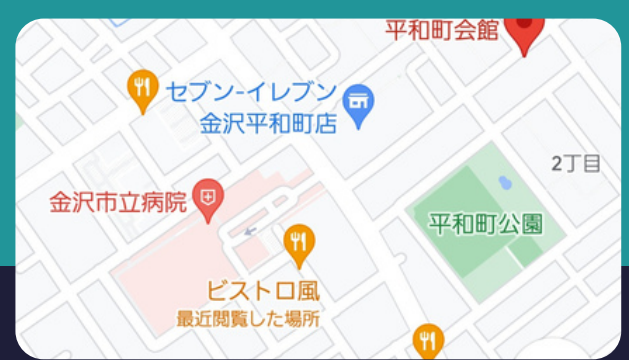 平和町会館
セブン-イレブン
金沢平和町店
2丁目
金沢市立病院
平和町公園
ビストロ風
最近閲覧した場所